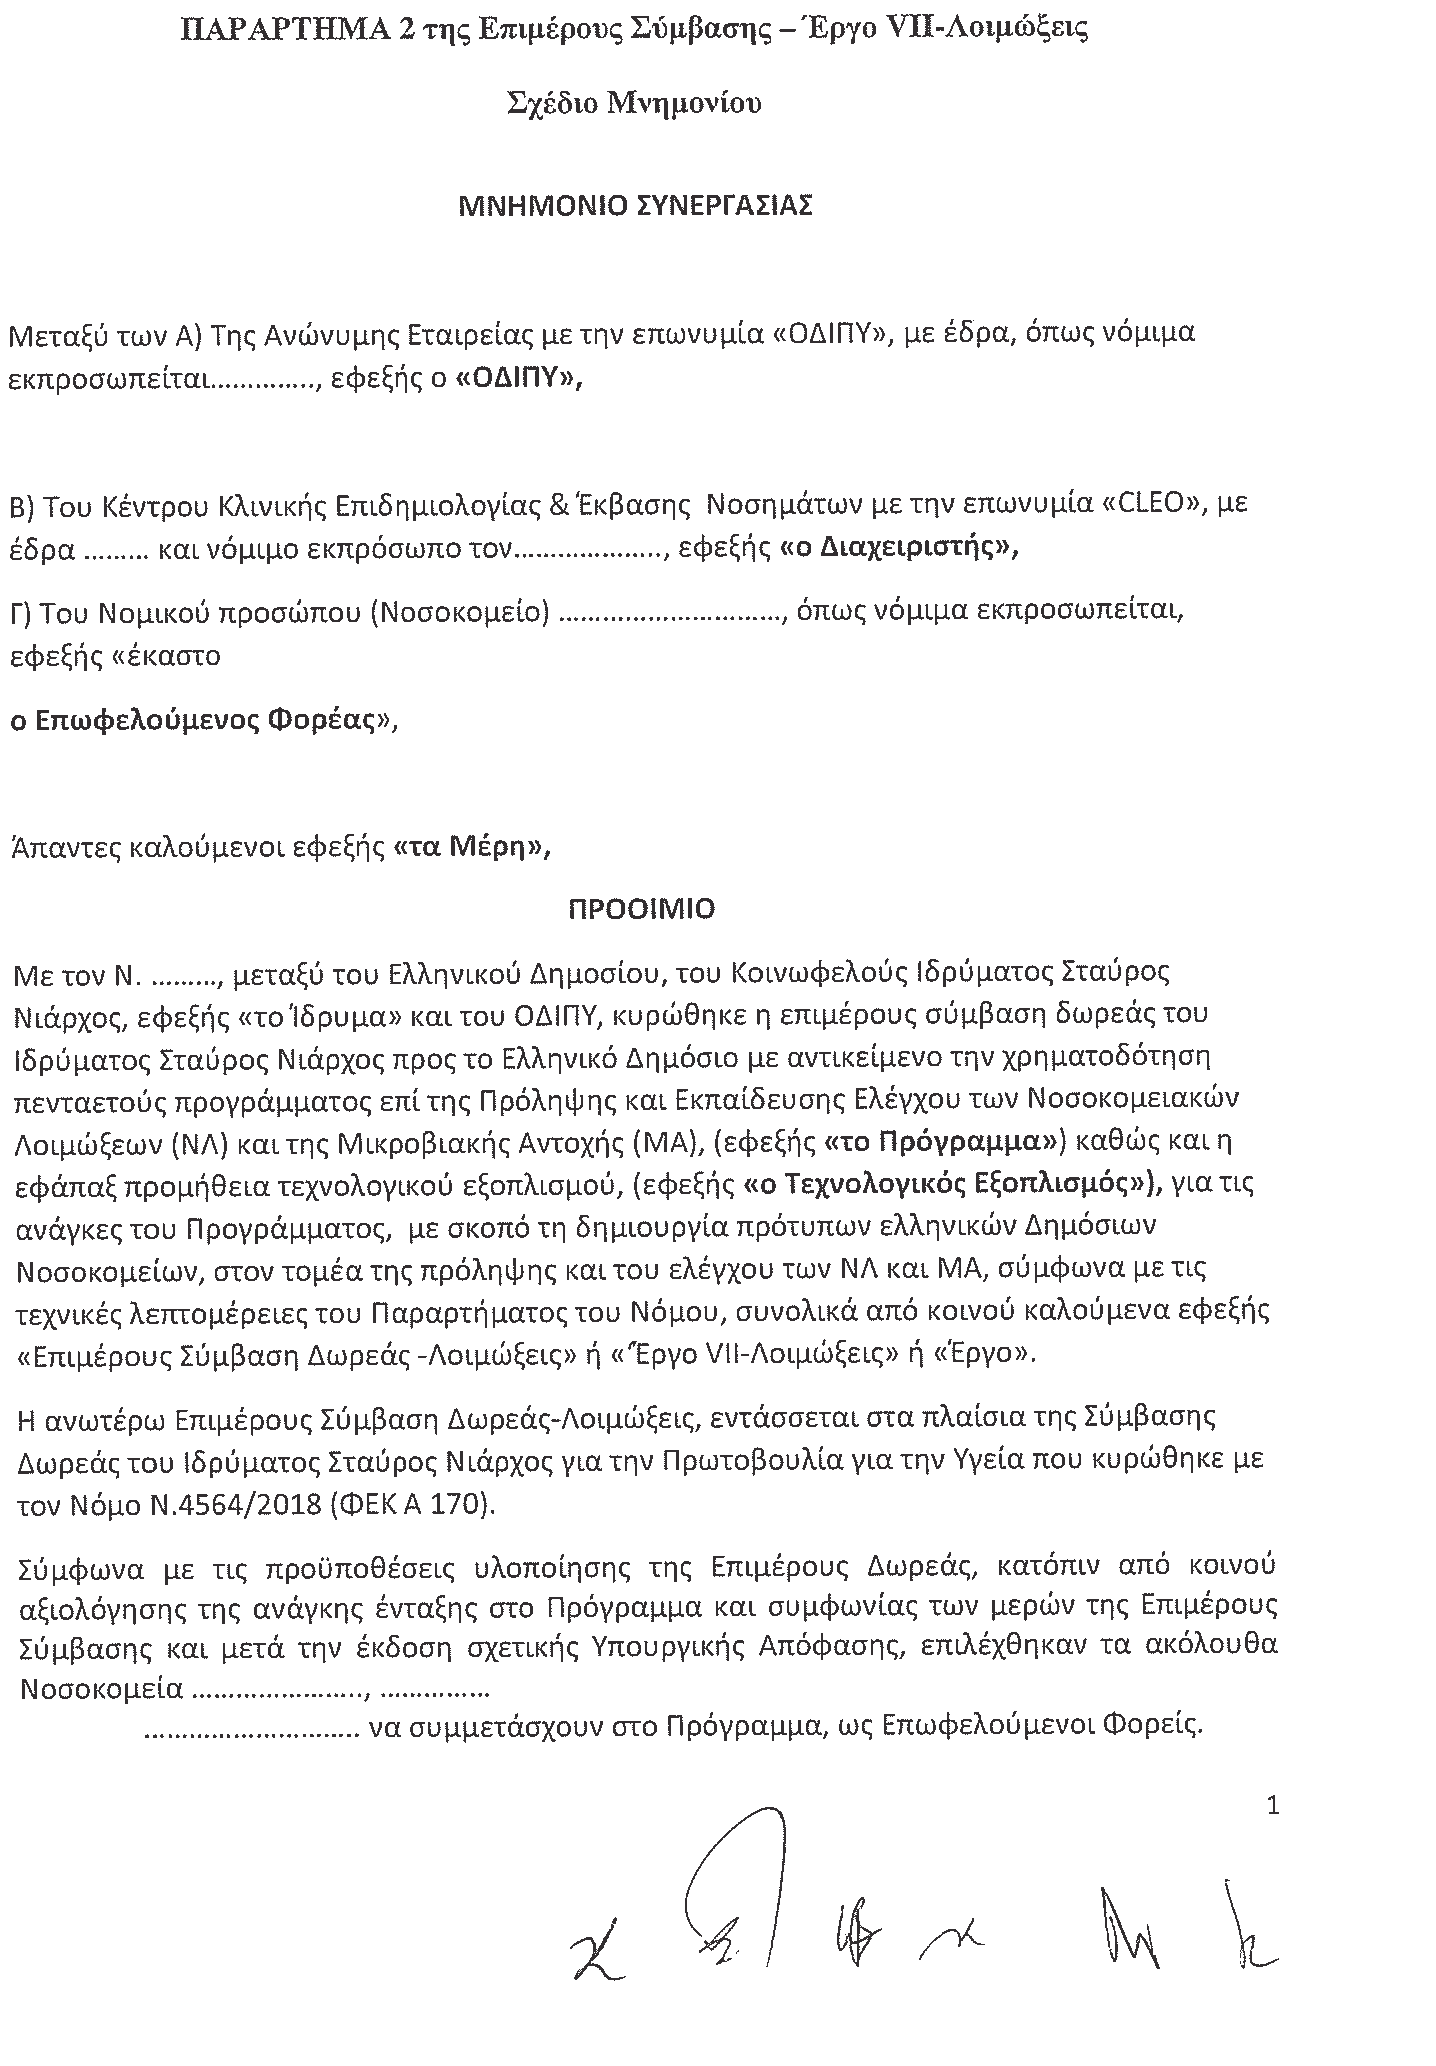 ΠΑΡΑΡΤΗΜΑ 2 της Επιμέρους Σύμβασης – Έργο VII-Λοιμώξεις
Σχέδιο Μνημονίου
ΜΝΗΜΟΝΙΟ ΣΥΝΕΡΓΑΣΙΑΣ
Μεταξύ των Α) Της Ανώνυμης Εταιρείας με την επωνυμία «ΟΔΙΠΥ», με έδρα, όπως νόμιμα
εκπροσωπείται.............., εφεξής ο «ΟΔΙΠΥ»,
Β) Του Κέντρου Κλινικής Επιδημιολογίας & Έκβασης Νοσημάτων με την επωνυμία «CLEO», με
έδρα ......... και νόμιμο εκπρόσωπο τον...................., εφεξής «ο Διαχειριστής»,
Γ) Του Νομικού προσώπου (Νοσοκομείο) .............................., όπως νόμιμα εκπροσωπείται,
εφεξής «έκαστο
ο Επωφελούμενος Φορέας»,
Άπαντες καλούμενοι εφεξής «τα Μέρη»,
ΠΡΟΟΙΜΙΟ
Με τον Ν. ........., μεταξύ του Ελληνικού Δημοσίου, του Κοινωφελούς Ιδρύματος Σταύρος
Νιάρχος, εφεξής «το Ίδρυμα» και του ΟΔΙΠΥ, κυρώθηκε η επιμέρους σύμβαση δωρεάς του
Ιδρύματος Σταύρος Νιάρχος προς το Ελληνικό Δημόσιο με αντικείμενο την χρηματοδότηση
πενταετούς προγράμματος επί της Πρόληψης και Εκπαίδευσης Ελέγχου των Νοσοκομειακών
Λοιμώξεων (ΝΛ) και της Μικροβιακής Αντοχής (ΜΑ), (εφεξής «το Πρόγραμμα») καθώς και η
εφάπαξ προμήθεια τεχνολογικού εξοπλισμού, (εφεξής «ο Τεχνολογικός Εξοπλισμός»), για τις
ανάγκες του Προγράμματος, με σκοπό τη δημιουργία πρότυπων ελληνικών Δημόσιων
Νοσοκομείων, στον τομέα της πρόληψης και του ελέγχου των ΝΛ και ΜΑ, σύμφωνα με τις
τεχνικές λεπτομέρειες του Παραρτήματος του Νόμου, συνολικά από κοινού καλούμενα εφεξής
«Επιμέρους Σύμβαση Δωρεάς -Λοιμώξεις» ή «Έργο VII-Λοιμώξεις» ή «Έργο».
Η ανωτέρω Επιμέρους Σύμβαση Δωρεάς-Λοιμώξεις, εντάσσεται στα πλαίσια της Σύμβασης
Δωρεάς του Ιδρύματος Σταύρος Νιάρχος για την Πρωτοβουλία για την Υγεία που κυρώθηκε με
τον Νόμο Ν.4564/2018 (ΦΕΚ Α 170).
Σύμφωνα με τις προϋποθέσεις υλοποίησης της Επιμέρους Δωρεάς, κατόπιν από κοινού
αξιολόγησης της ανάγκης ένταξης στο Πρόγραμμα και συμφωνίας των μερών της Επιμέρους
Σύμβασης και μετά την έκδοση σχετικής Υπουργικής Απόφασης, επιλέχθηκαν τα ακόλουθα
Νοσοκομεία ......................., ...............
............................. να συμμετάσχουν στο Πρόγραμμα, ως Επωφελούμενοι Φορείς.
1